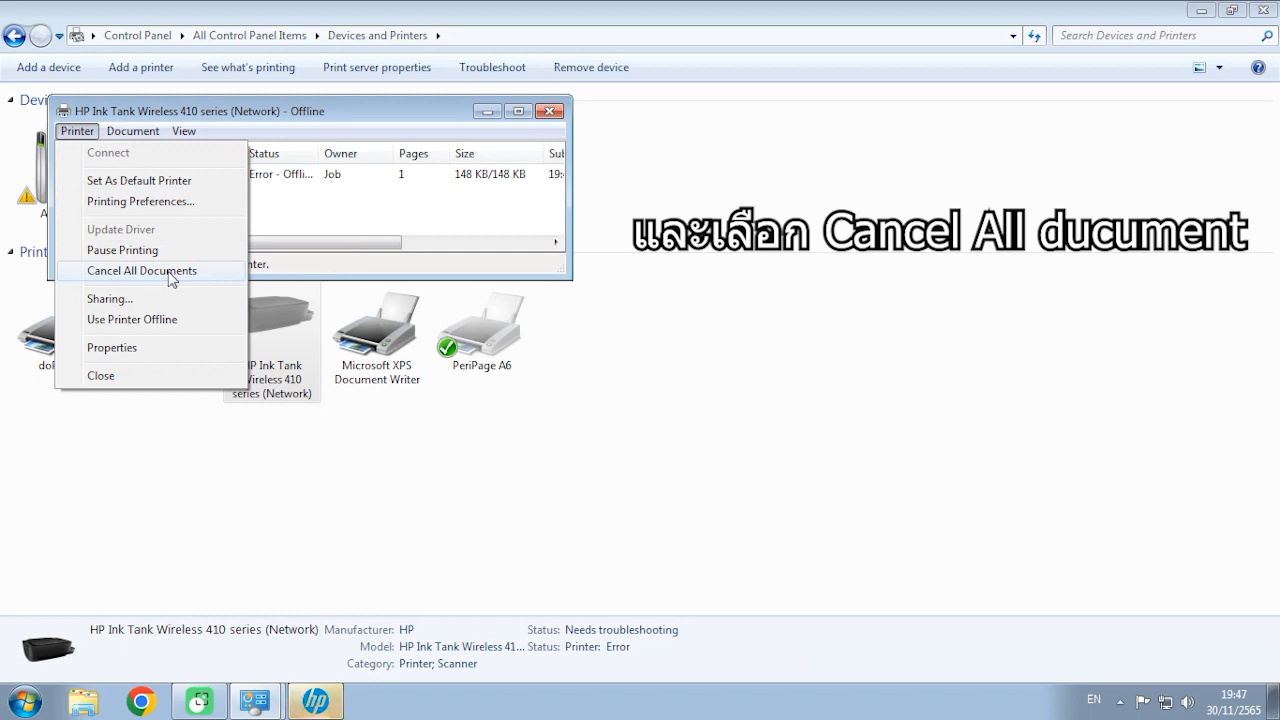 Control Panel
All Control Panel Items
Devices and Printers
Search Devices and Printers
Add a device
Add a printer
See what's printing
Print server properties
Troubleshoot
Remove device
HP Ink Tank Wireless 410 series (Network) - Offline
Printer
Document
View
Status
Owner
Pages
Size
Error - Offli...
Job
1
148 KB/148 KB
19:
Connect
Set As Default Printer
Printing Preferences...
Update Driver
Pause Printing
Cancel All Documents
Sharing...
Use Printer Offline
Properties
Close
และเลือก Cancel All ducument
Wireless 410
series (Network)
Microsoft XPS
Document Writer
PeriPage A6
HP Ink Tank Wireless 410 series (Network)
Manufacturer: HP
Model: HP Ink Tank Wireless 41...
Category: Printer; Scanner
Status: Needs troubleshooting
Status: Printer: Error
EN
19:47
30/11/2565